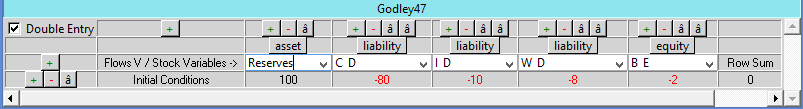 Godley47
Double Entry + + - â + - â + - â + - â + - â
asset liability liability liability equity
+ Flows V / Stock Variables -> Reserves C D I D W D B E Row Sum
+ - â Initial Conditions 100 -80 -10 -8 -2 0